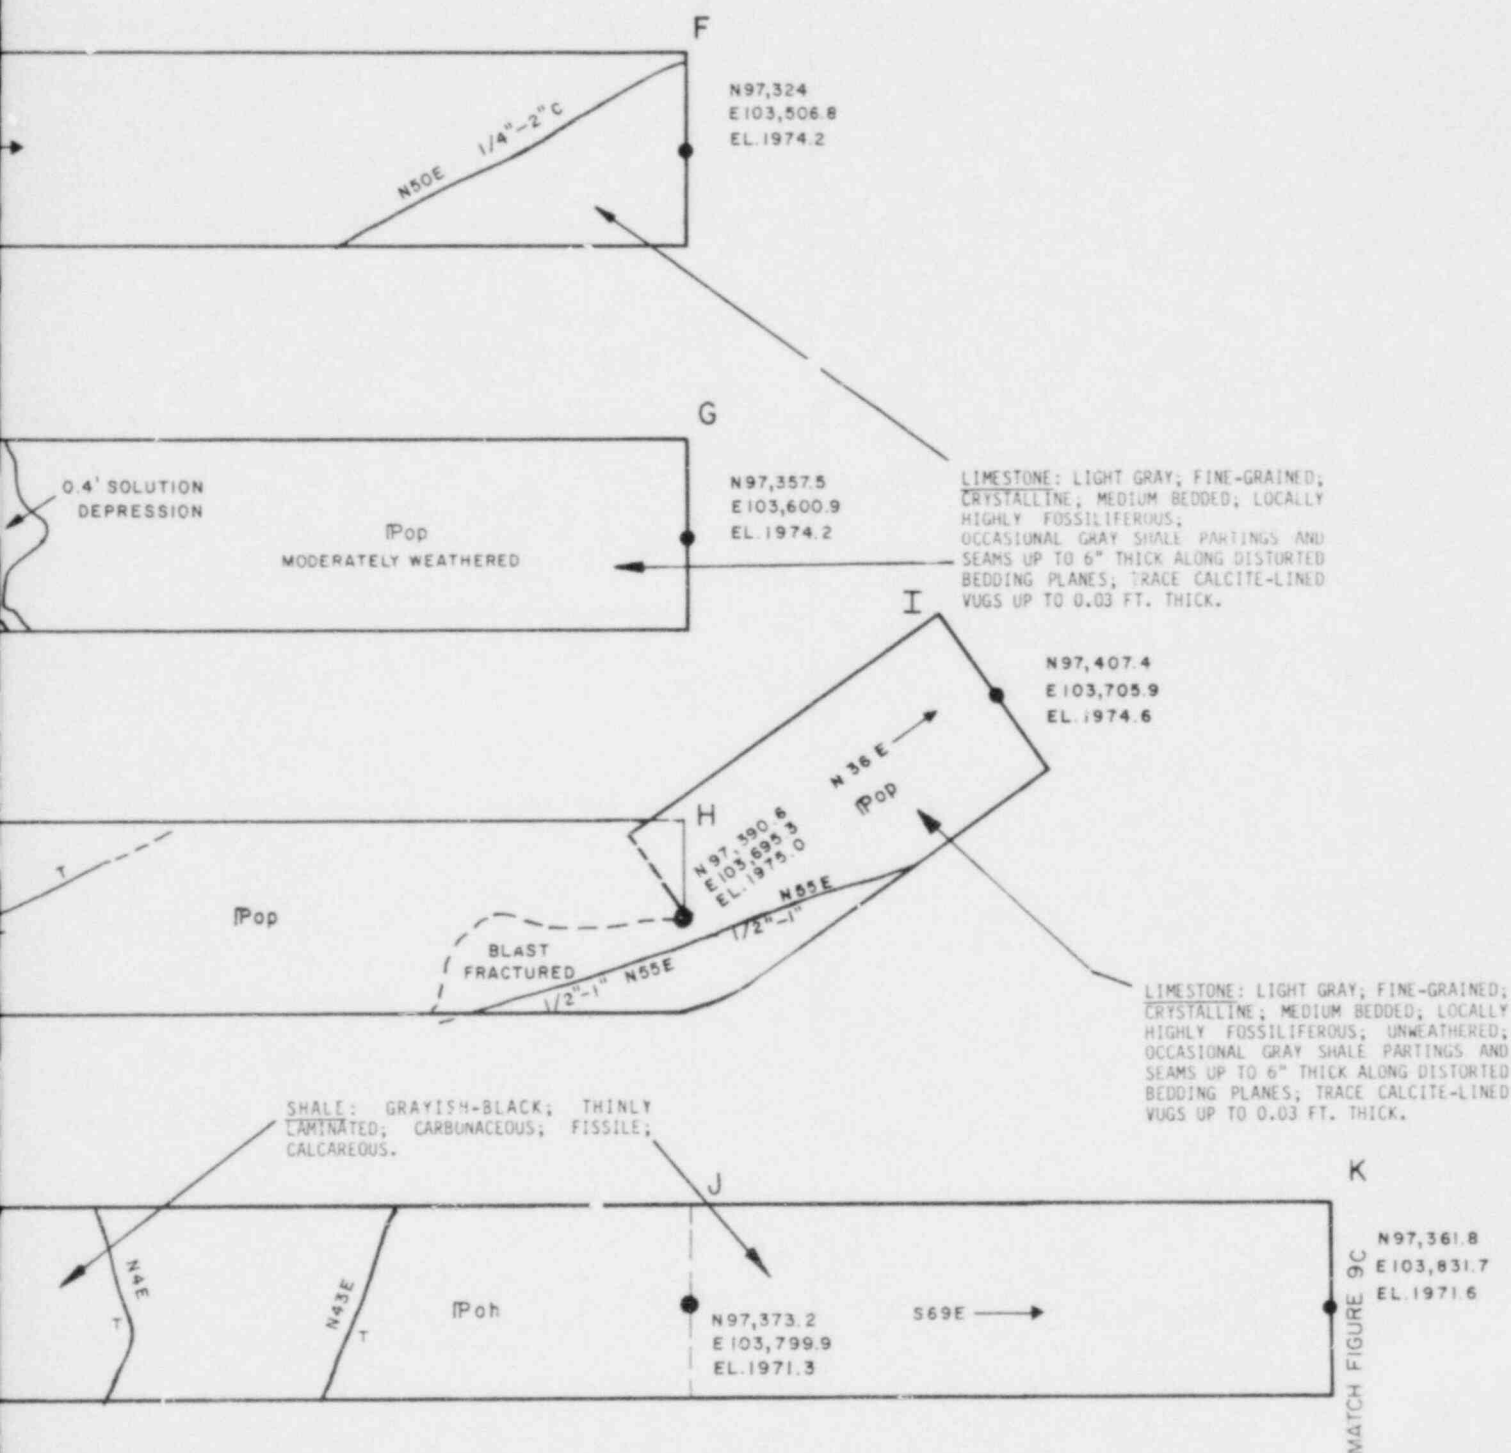 F
N97,324
E103,506.8
EL.1974.2
N50E 1/4"-2" C
G
N97,357.5
E103,600.9
EL.1974.2
0.4' SOLUTION
DEPRESSION
ℙop
MODERATELY WEATHERED
LIMESTONE: LIGHT GRAY; FINE-GRAINED;
CRYSTALLINE; MEDIUM BEDDED; LOCALLY
HIGHLY FOSSILIFEROUS;
OCCASIONAL GRAY SHALE PARTINGS AND
SEAMS UP TO 6" THICK ALONG DISTORTED
BEDDING PLANES; TRACE CALCITE-LINED
VUGS UP TO 0.03 FT. THICK.
I
N97,407.4
E103,705.9
EL.1974.6
N 36 E
ℙop
H
N97,390.6
E103,695.3
EL.1975.0
T
ℙop
N55E
1/2"-1"
BLAST
FRACTURED
1/2"-1" N55E
LIMESTONE: LIGHT GRAY; FINE-GRAINED;
CRYSTALLINE; MEDIUM BEDDED; LOCALLY
HIGHLY FOSSILIFEROUS; UNWEATHERED;
OCCASIONAL GRAY SHALE PARTINGS AND
SEAMS UP TO 6" THICK ALONG DISTORTED
BEDDING PLANES; TRACE CALCITE-LINED
VUGS UP TO 0.03 FT. THICK.
SHALE: GRAYISH-BLACK; THINLY
LAMINATED; CARBUNACEOUS; FISSILE;
CALCAREOUS.
J
K
N4E
T
N43E
T
ℙoh
N97,373.2
E103,799.9
EL.1971.3
S69E
N97,361.8
E103,831.7
EL.1971.6
MATCH FIGURE 9C